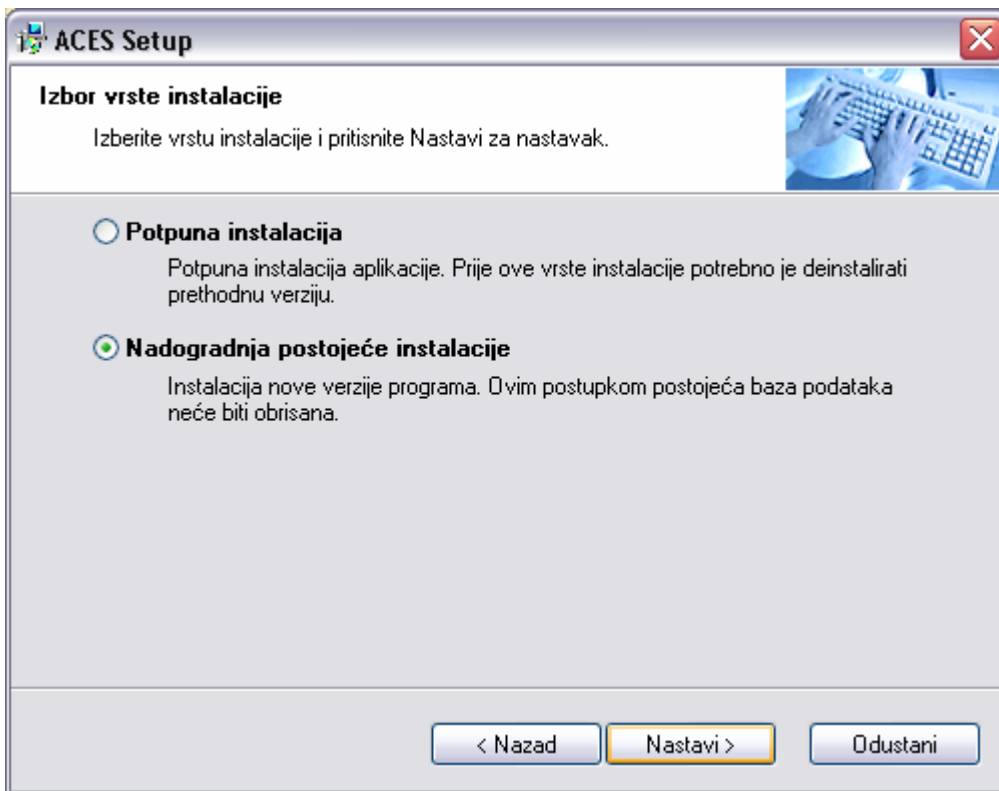 ACES Setup
Izbor vrste instalacije
Izberite vrstu instalacije i pritisnite Nastavi za nastavak.
Potpuna instalacija
Potpuna instalacija aplikacije. Prije ove vrste instalacije potrebno je deinstalirati
prethodnu verziju.
Nadogradnja postojeće instalacije
Instalacija nove verzije programa. Ovim postupkom postojeća baza podataka
neće biti obrisana.
< Nazad
Nastavi >
Odustani